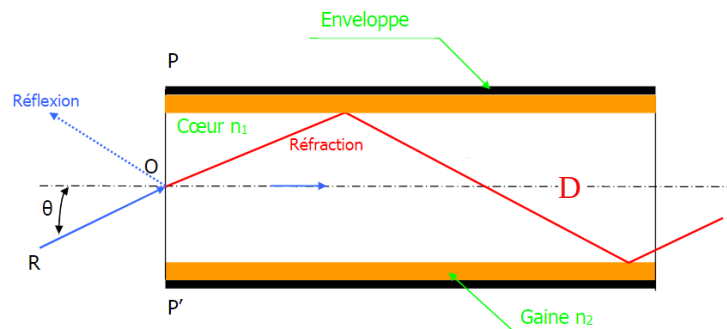 Enveloppe
P
Réflexion
Cœur n₁
Réfraction
O
D
θ
R
P'
Gaine n₂